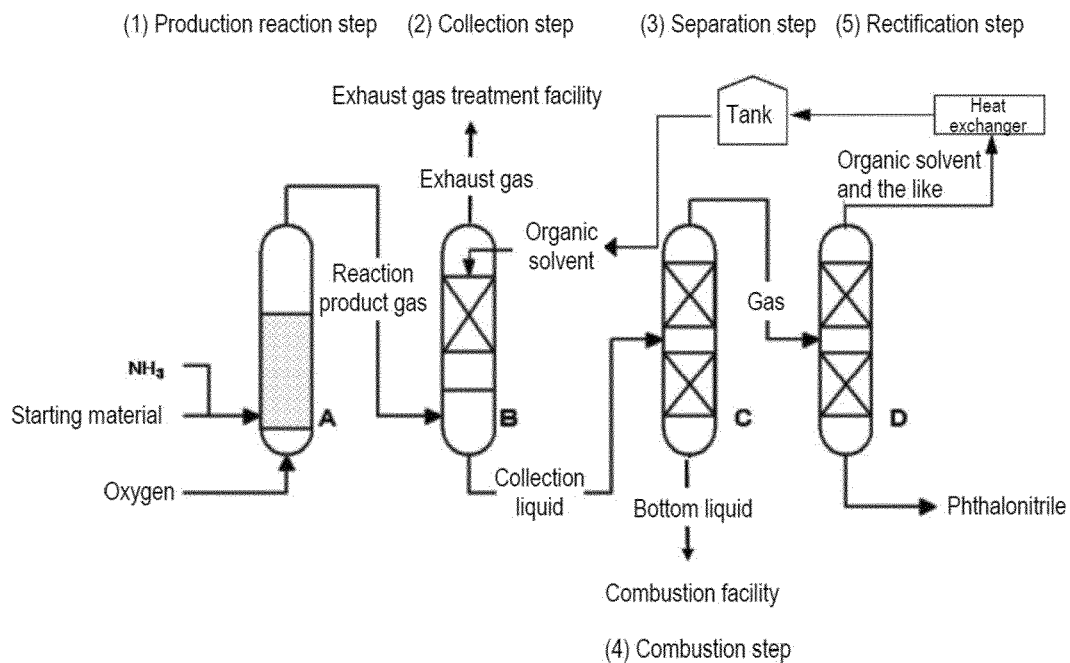 (1) Production reaction step
(2) Collection step
(3) Separation step
(5) Rectification step
Exhaust gas treatment facility
Tank
Heat
exchanger
Exhaust gas
Organic solvent
and the like
Organic
solvent
Reaction
product gas
Gas
NH₃
Starting material
A
B
C
D
Oxygen
Collection
liquid
Bottom liquid
Phthalonitrile
Combustion facility
(4) Combustion step